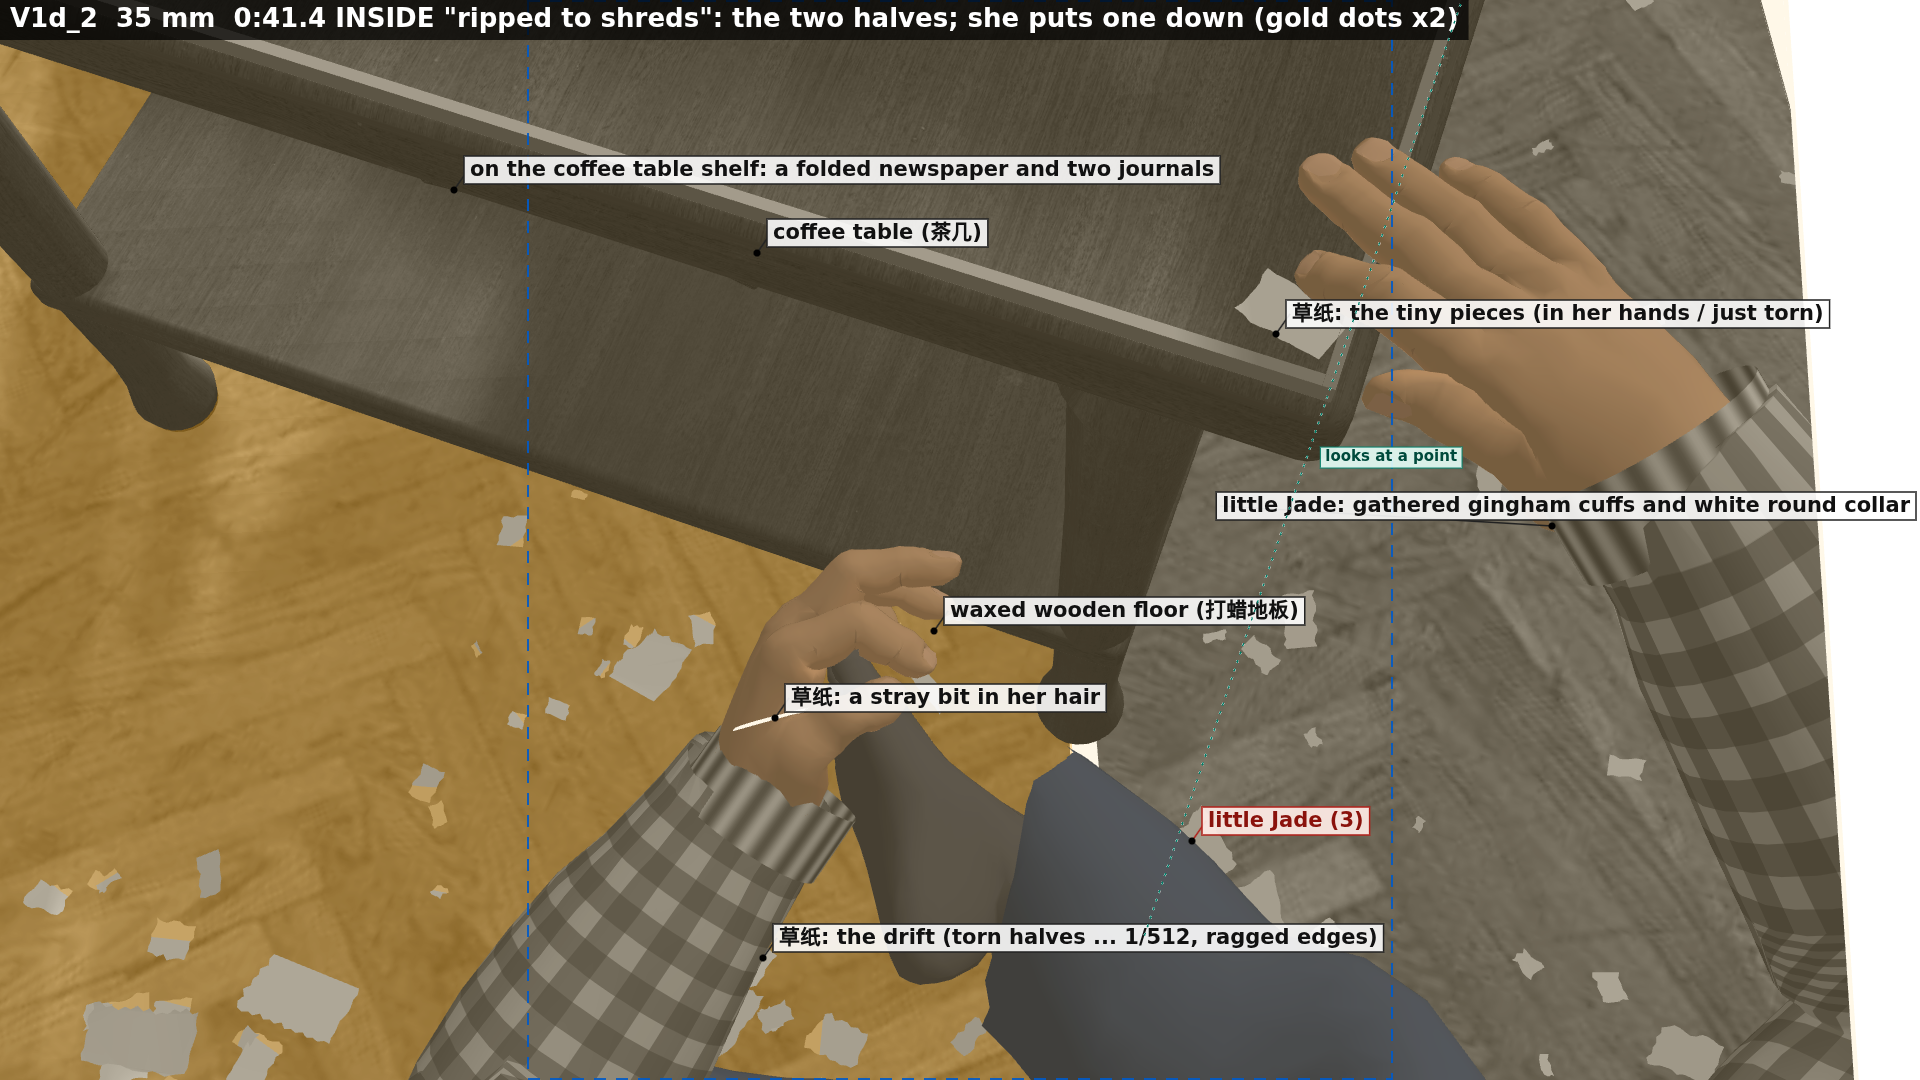 V1d_2  35 mm  0:41.4 INSIDE "ripped to shreds": the two halves; she puts one down (gold dots x2)
on the coffee table shelf: a folded newspaper and two journals
coffee table (茶几)
草纸: the tiny pieces (in her hands / just torn)
looks at a point
little Jade: gathered gingham cuffs and white round collar
waxed wooden floor (打蜡地板)
草纸: a stray bit in her hair
little Jade (3)
草纸: the drift (torn halves ... 1/512, ragged edges)